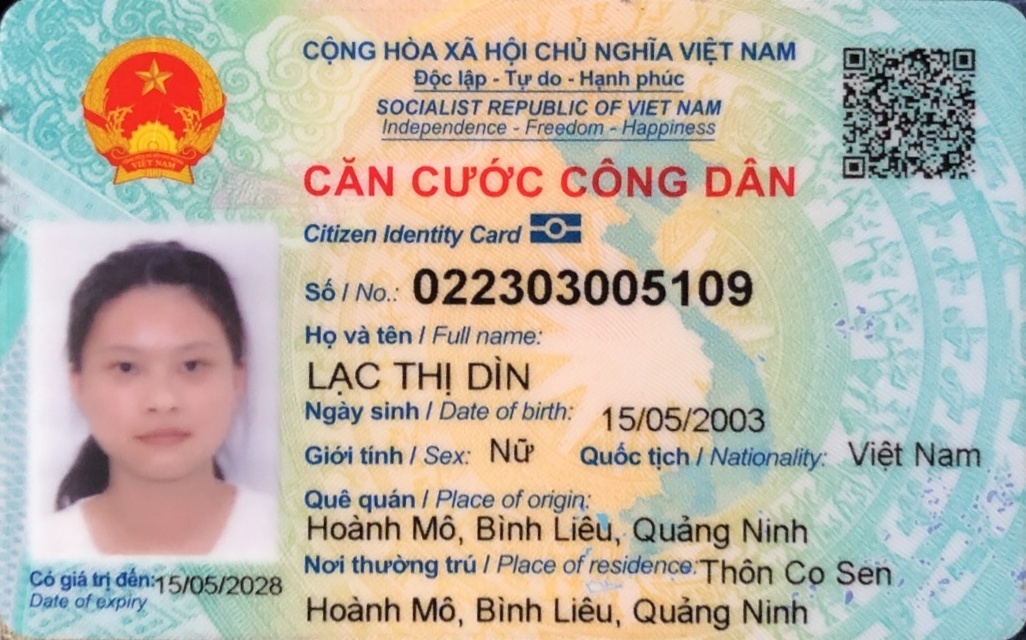 CỘNG HÒA XÃ HỘI CHỦ NGHĨA VIỆT NAM
Độc lập - Tự do - Hạnh phúc
SOCIALIST REPUBLIC OF VIET NAM
Independence - Freedom - Happiness
CĂN CƯỚC CÔNG DÂN
Citizen Identity Card
Số / No.: 022303005109
Họ và tên / Full name:
LẠC THỊ DÌN
Ngày sinh / Date of birth: 15/05/2003
Giới tính / Sex: Nữ Quốc tịch / Nationality: Việt Nam
Quê quán / Place of origin:
Hoành Mô, Bình Liêu, Quảng Ninh
Nơi thường trú / Place of residence: Thôn Co Sen
Hoành Mô, Bình Liêu, Quảng Ninh
Có giá trị đến: 15/05/2028
Date of expiry
VIỆT NAM